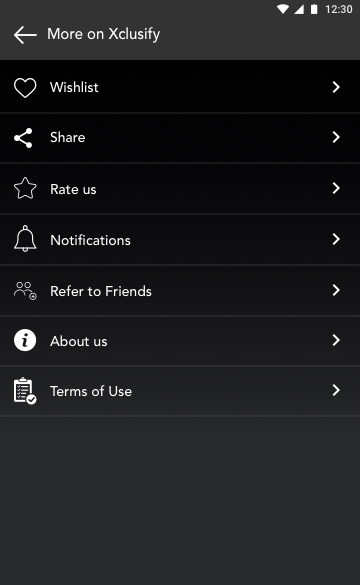 12:30
More on Xclusify
Wishlist
Share
Rate us
Notifications
Refer to Friends
About us
Terms of Use